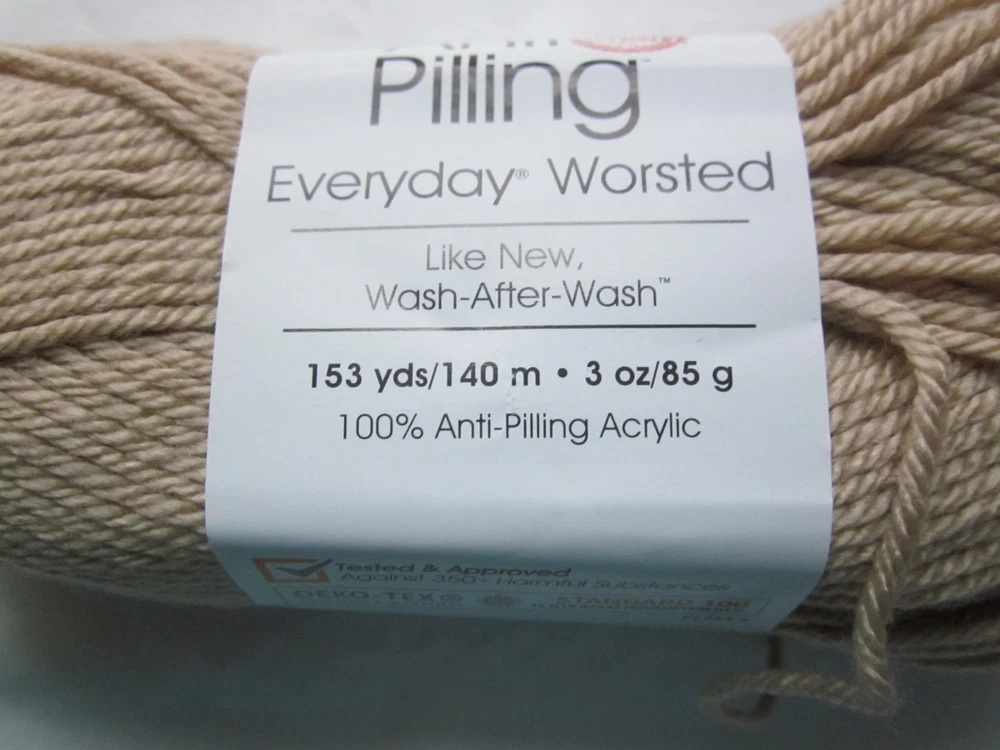 Pilling™
Everyday® Worsted
Like New,
Wash-After-Wash™
153 yds/140 m • 3 oz/85 g
100% Anti-Pilling Acrylic
Tested & Approved
Against 350+ Harmful Substances
OEKO-TEX®
STANDARD 100